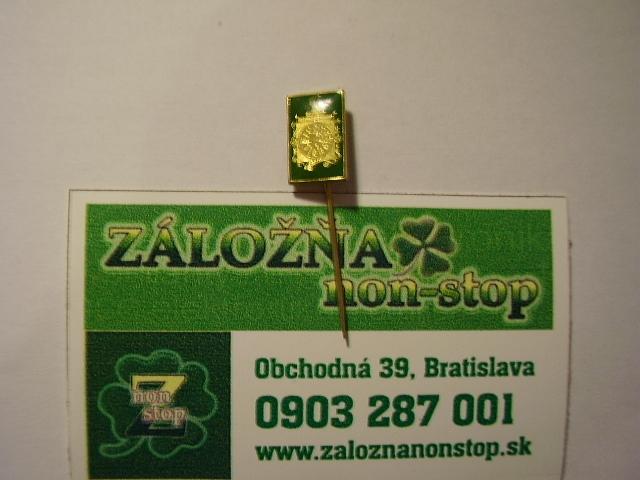 ZÁLOŽŇA
non-stop
Z
non
stop
Obchodná 39, Bratislava
0903 287 001
www.zaloznanonstop.sk